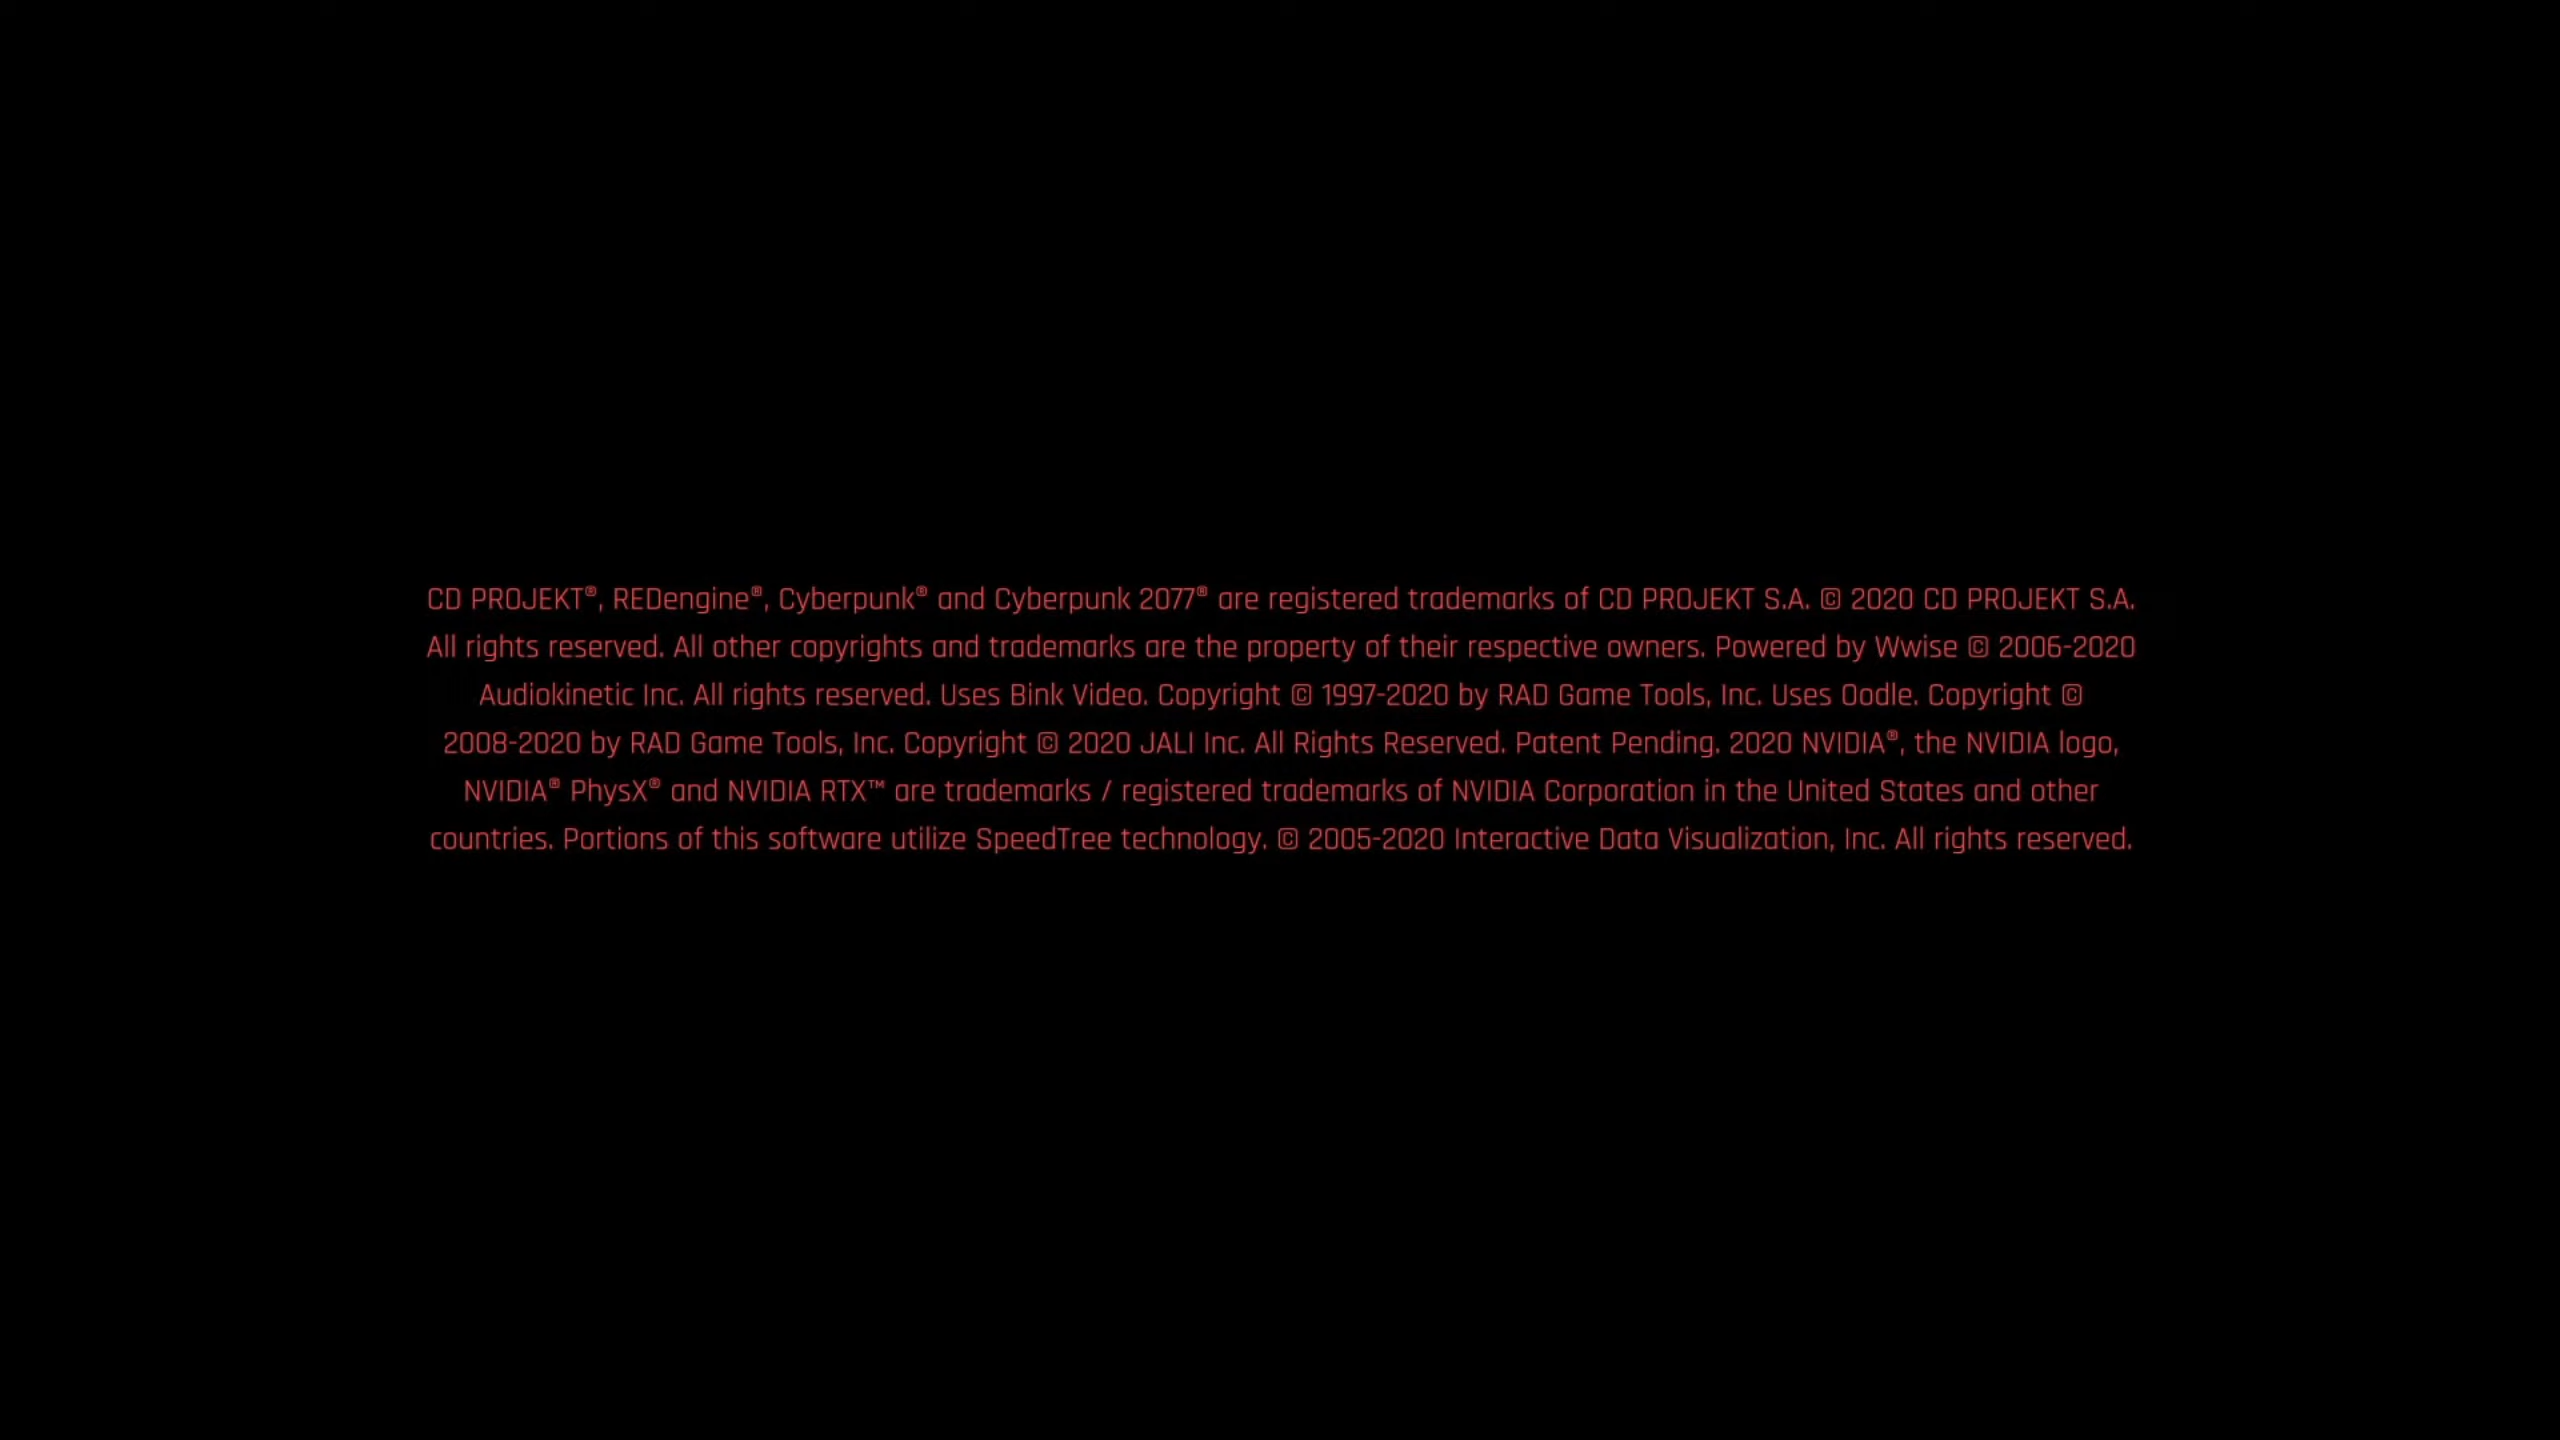 CD PROJEKT®, REDengine®, Cyberpunk® and Cyberpunk 2077® are registered trademarks of CD PROJEKT S.A. © 2020 CD PROJEKT S.A.
All rights reserved. All other copyrights and trademarks are the property of their respective owners. Powered by Wwise © 2006-2020
Audiokinetic Inc. All rights reserved. Uses Bink Video. Copyright © 1997-2020 by RAD Game Tools, Inc. Uses Oodle. Copyright ©
2008-2020 by RAD Game Tools, Inc. Copyright © 2020 JALI Inc. All Rights Reserved. Patent Pending. 2020 NVIDIA®, the NVIDIA logo,
NVIDIA® PhysX® and NVIDIA RTX™ are trademarks / registered trademarks of NVIDIA Corporation in the United States and other
countries. Portions of this software utilize SpeedTree technology. © 2005-2020 Interactive Data Visualization, Inc. All rights reserved.